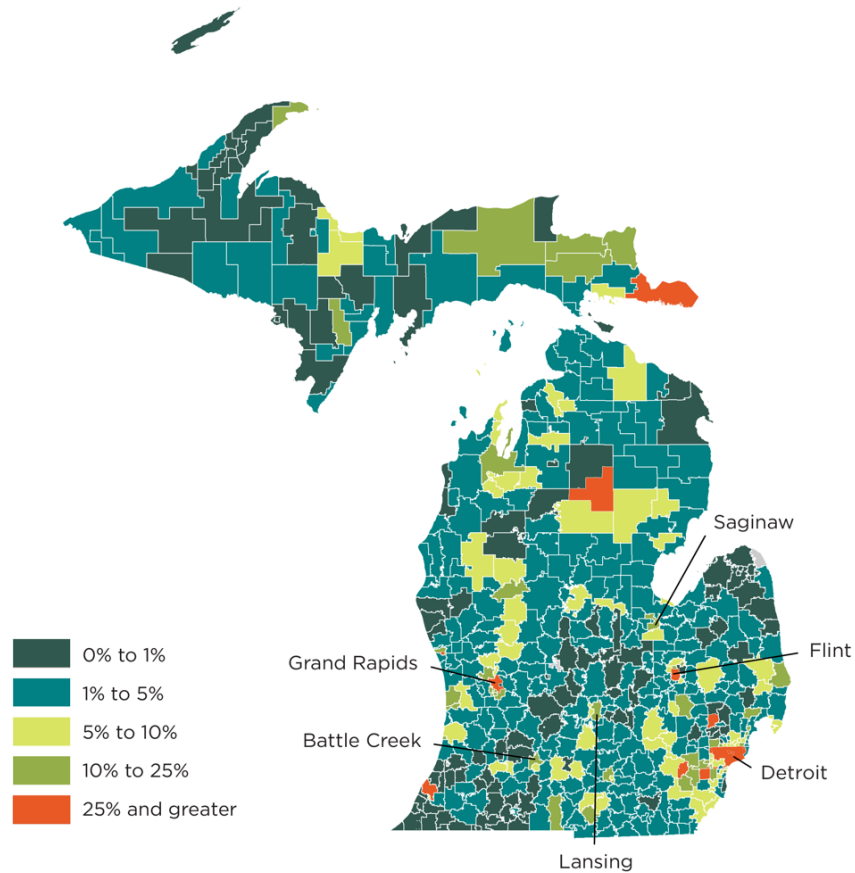 Saginaw
Flint
Grand Rapids
Battle Creek
Detroit
Lansing
0% to 1%
1% to 5%
5% to 10%
10% to 25%
25% and greater